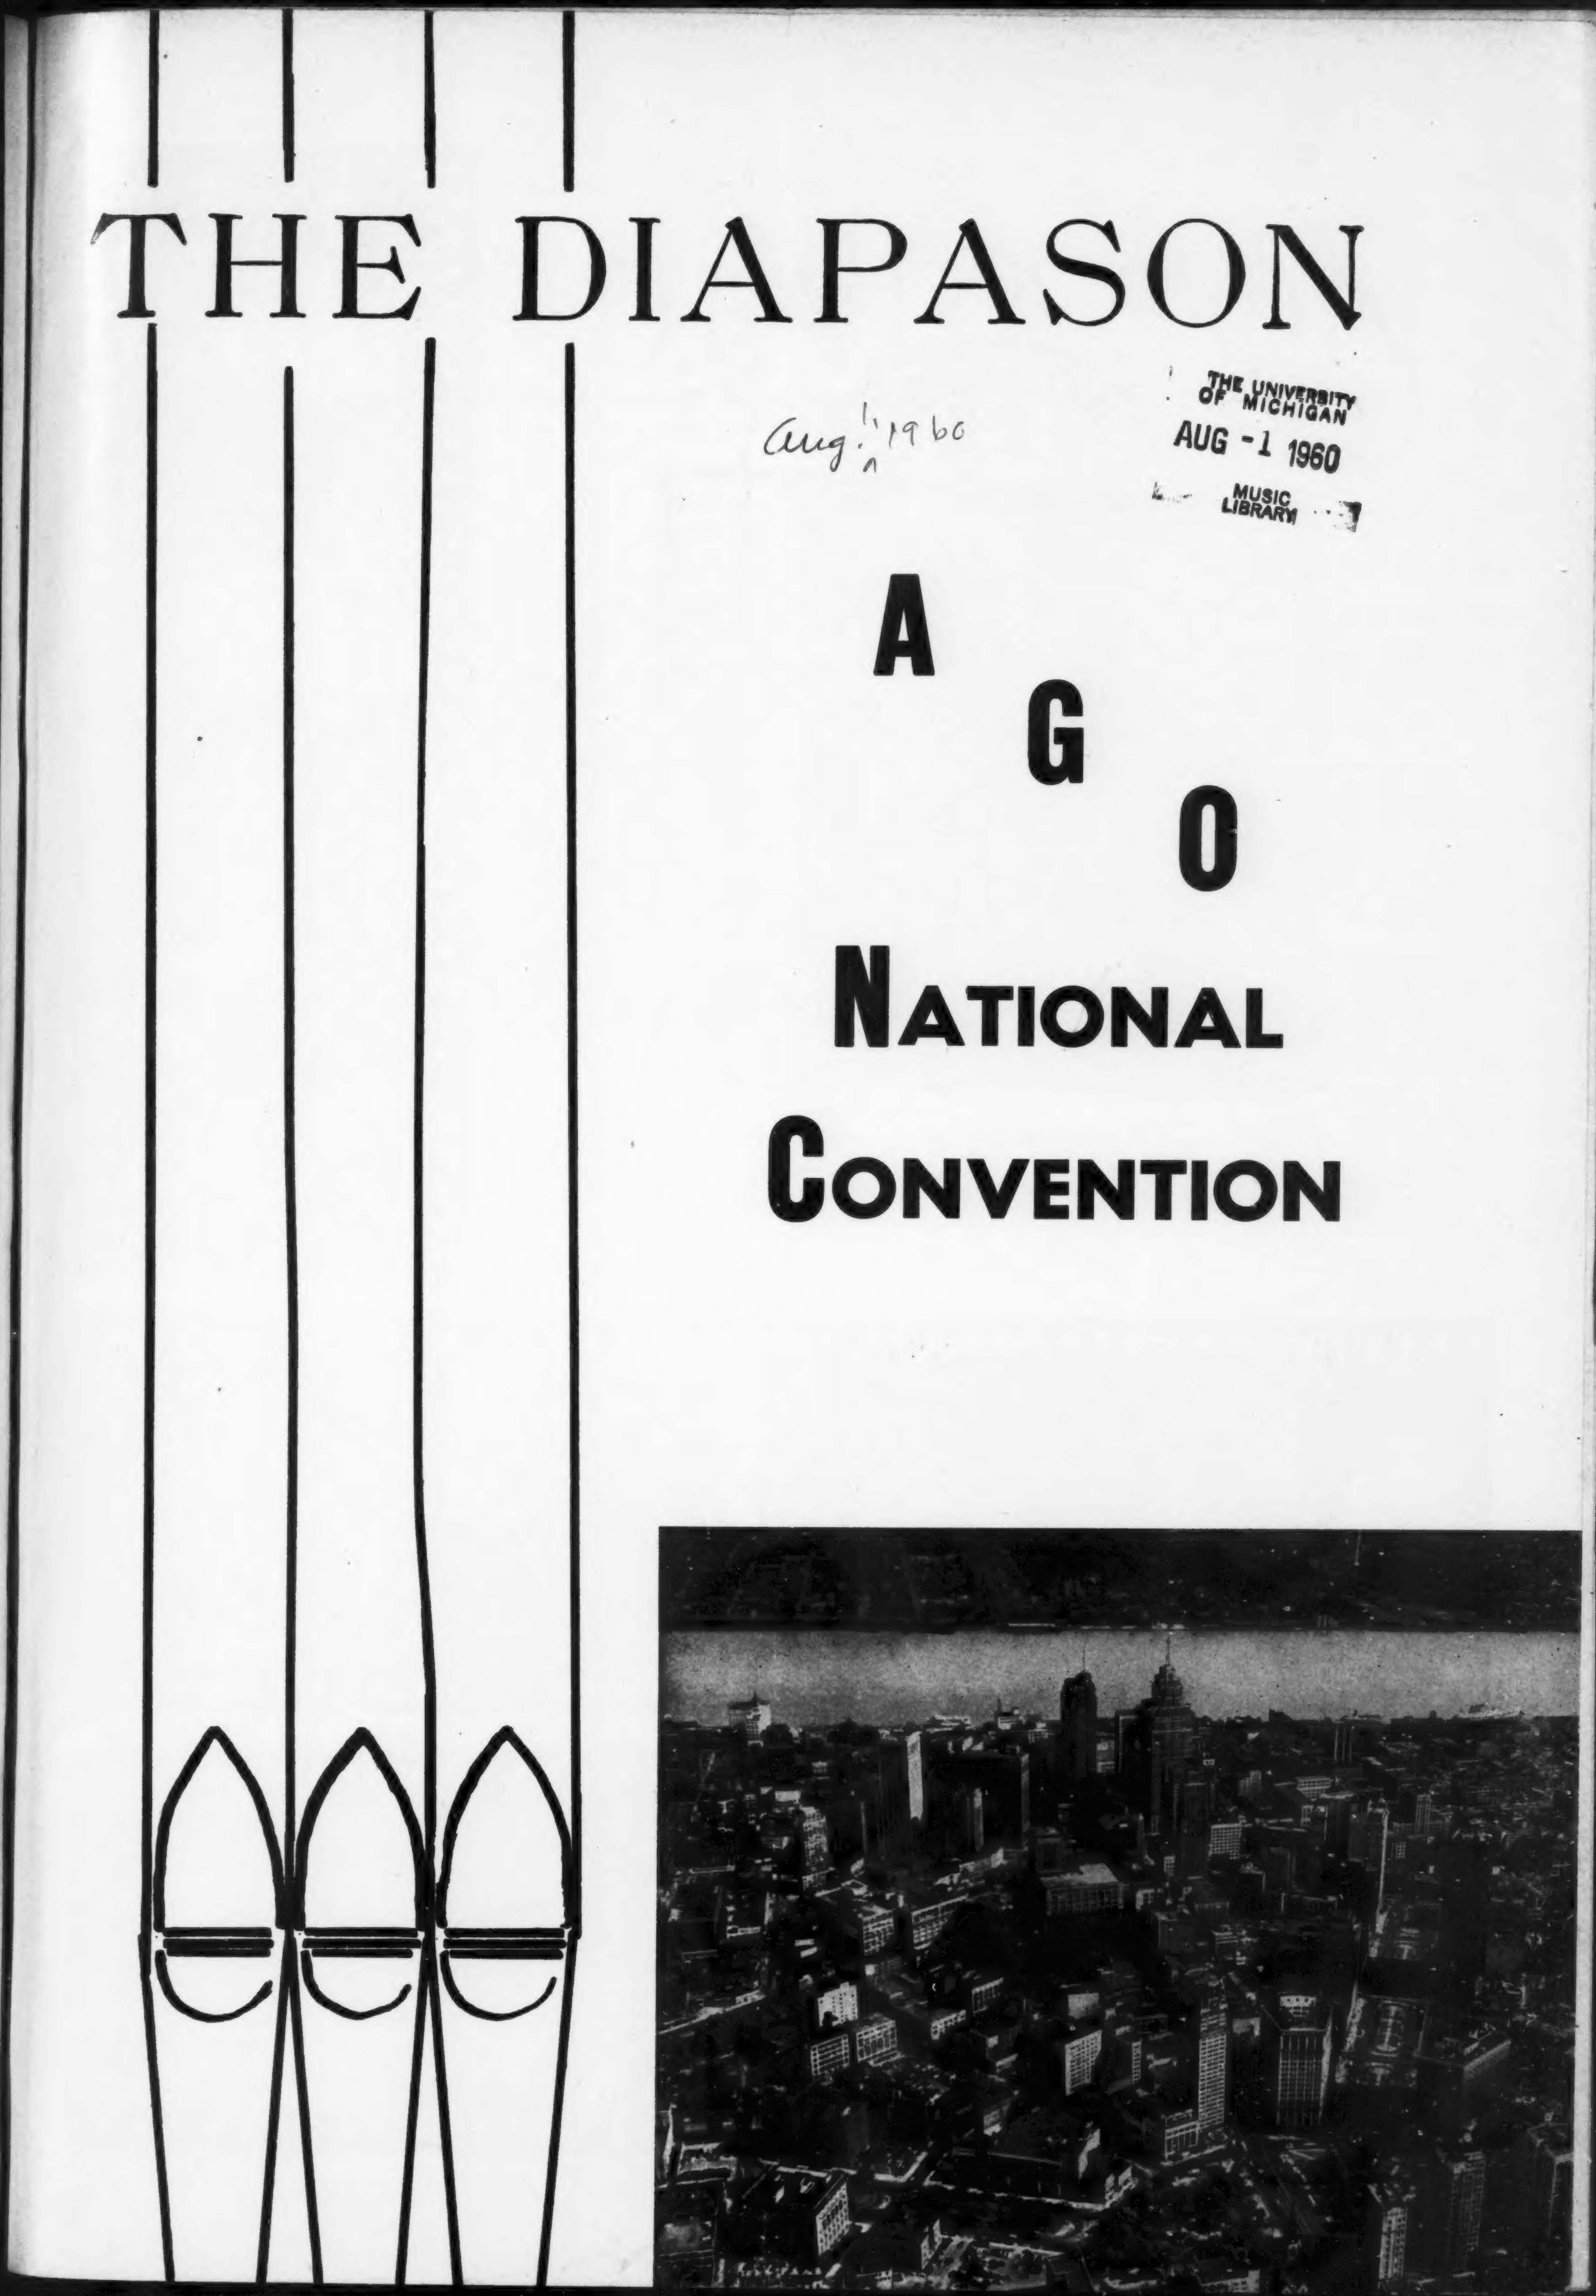 THE DIAPASON
Aug. 1, 1960
THE UNIVERSITY
OF MICHIGAN
AUG -1 1960
MUSIC
LIBRARY
A
G
O
NATIONAL
CONVENTION